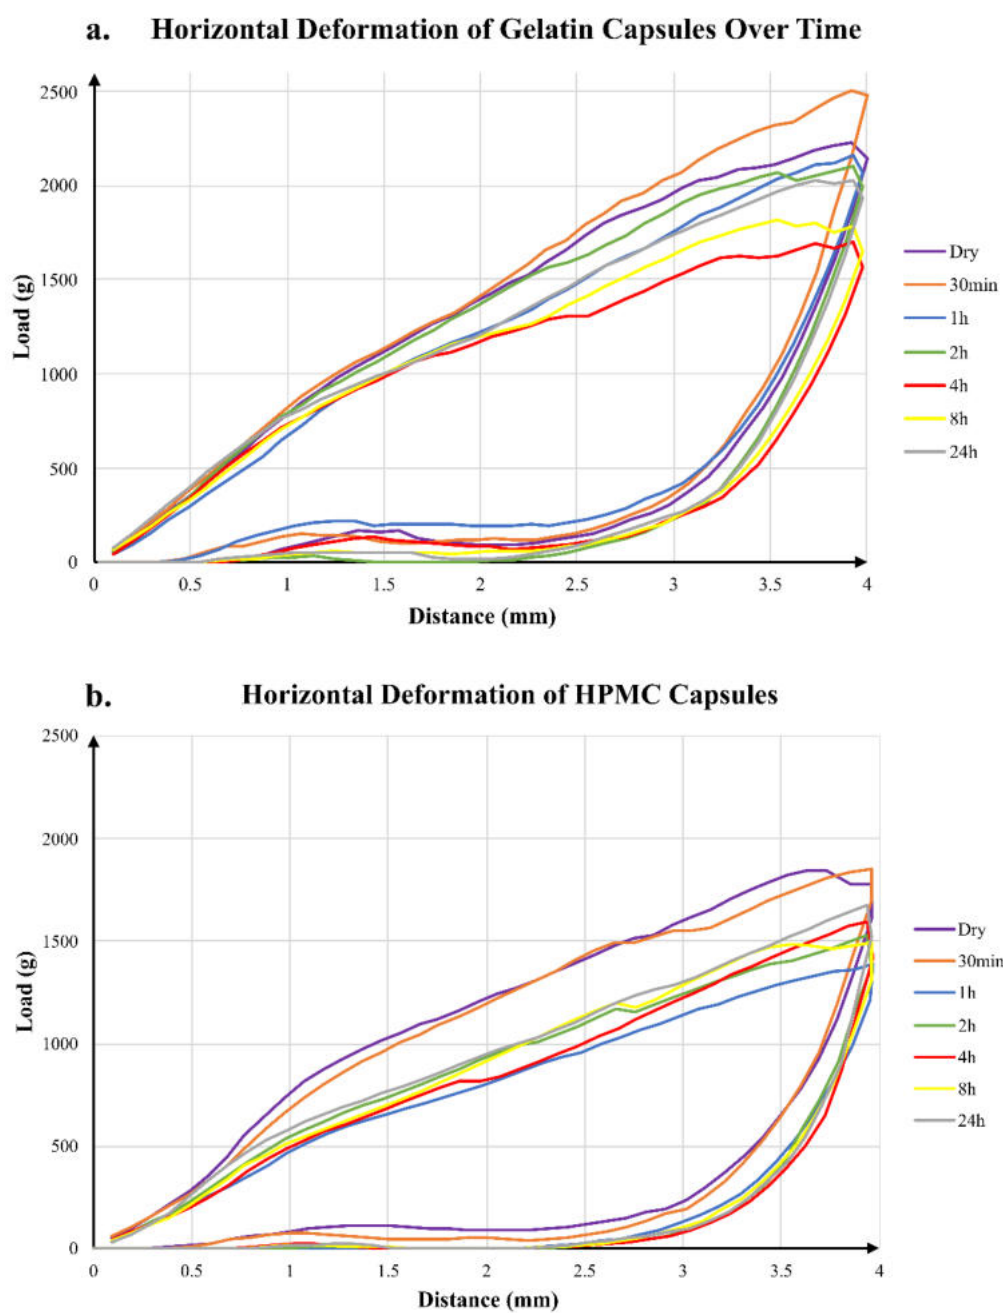 a. Horizontal Deformation of Gelatin Capsules Over Time
2500
2000
1500
1000
500
0
Load (g)
0 0.5 1 1.5 2 2.5 3 3.5 4
Distance (mm)
Dry
30min
1h
2h
4h
8h
24h
b. Horizontal Deformation of HPMC Capsules
2500
2000
1500
1000
500
0
Load (g)
0 0.5 1 1.5 2 2.5 3 3.5 4
Distance (mm)
Dry
30min
1h
2h
4h
8h
24h